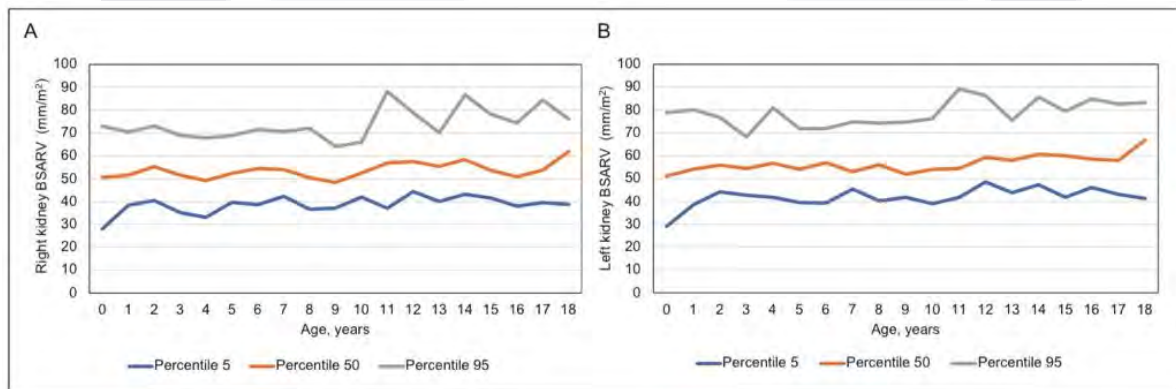 A
Right kidney BSARV (mm/m²)
100
90
80
70
60
50
40
30
20
10
0
0 1 2 3 4 5 6 7 8 9 10 11 12 13 14 15 16 17 18
Age, years
Percentile 5 Percentile 50 Percentile 95
B
Left kidney BSARV (mm/m²)
100
90
80
70
60
50
40
30
20
10
0
0 1 2 3 4 5 6 7 8 9 10 11 12 13 14 15 16 17 18
Age, years
Percentile 5 Percentile 50 Percentile 95